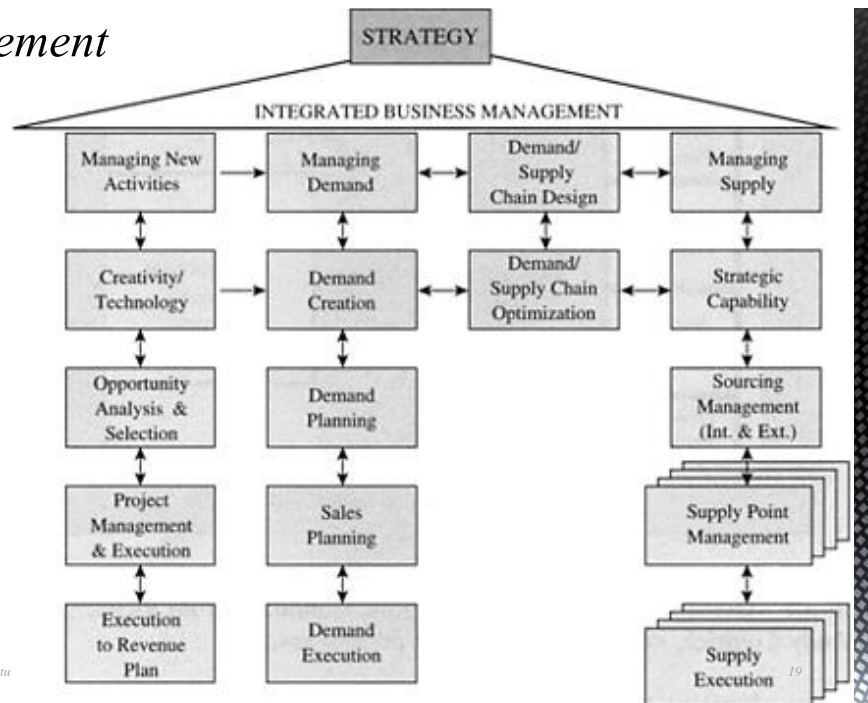 ement
STRATEGY
INTEGRATED BUSINESS MANAGEMENT
Managing New
Activities
Managing
Demand
Demand/
Supply
Chain Design
Managing
Supply
Creativity/
Technology
Demand
Creation
Demand/
Supply Chain
Optimization
Strategic
Capability
Opportunity
Analysis &
Selection
Demand
Planning
Sourcing
Management
(Int. & Ext.)
Project
Management
& Execution
Sales
Planning
Supply Point
Management
Execution
to Revenue
Plan
Demand
Execution
Supply
Execution
tu
19